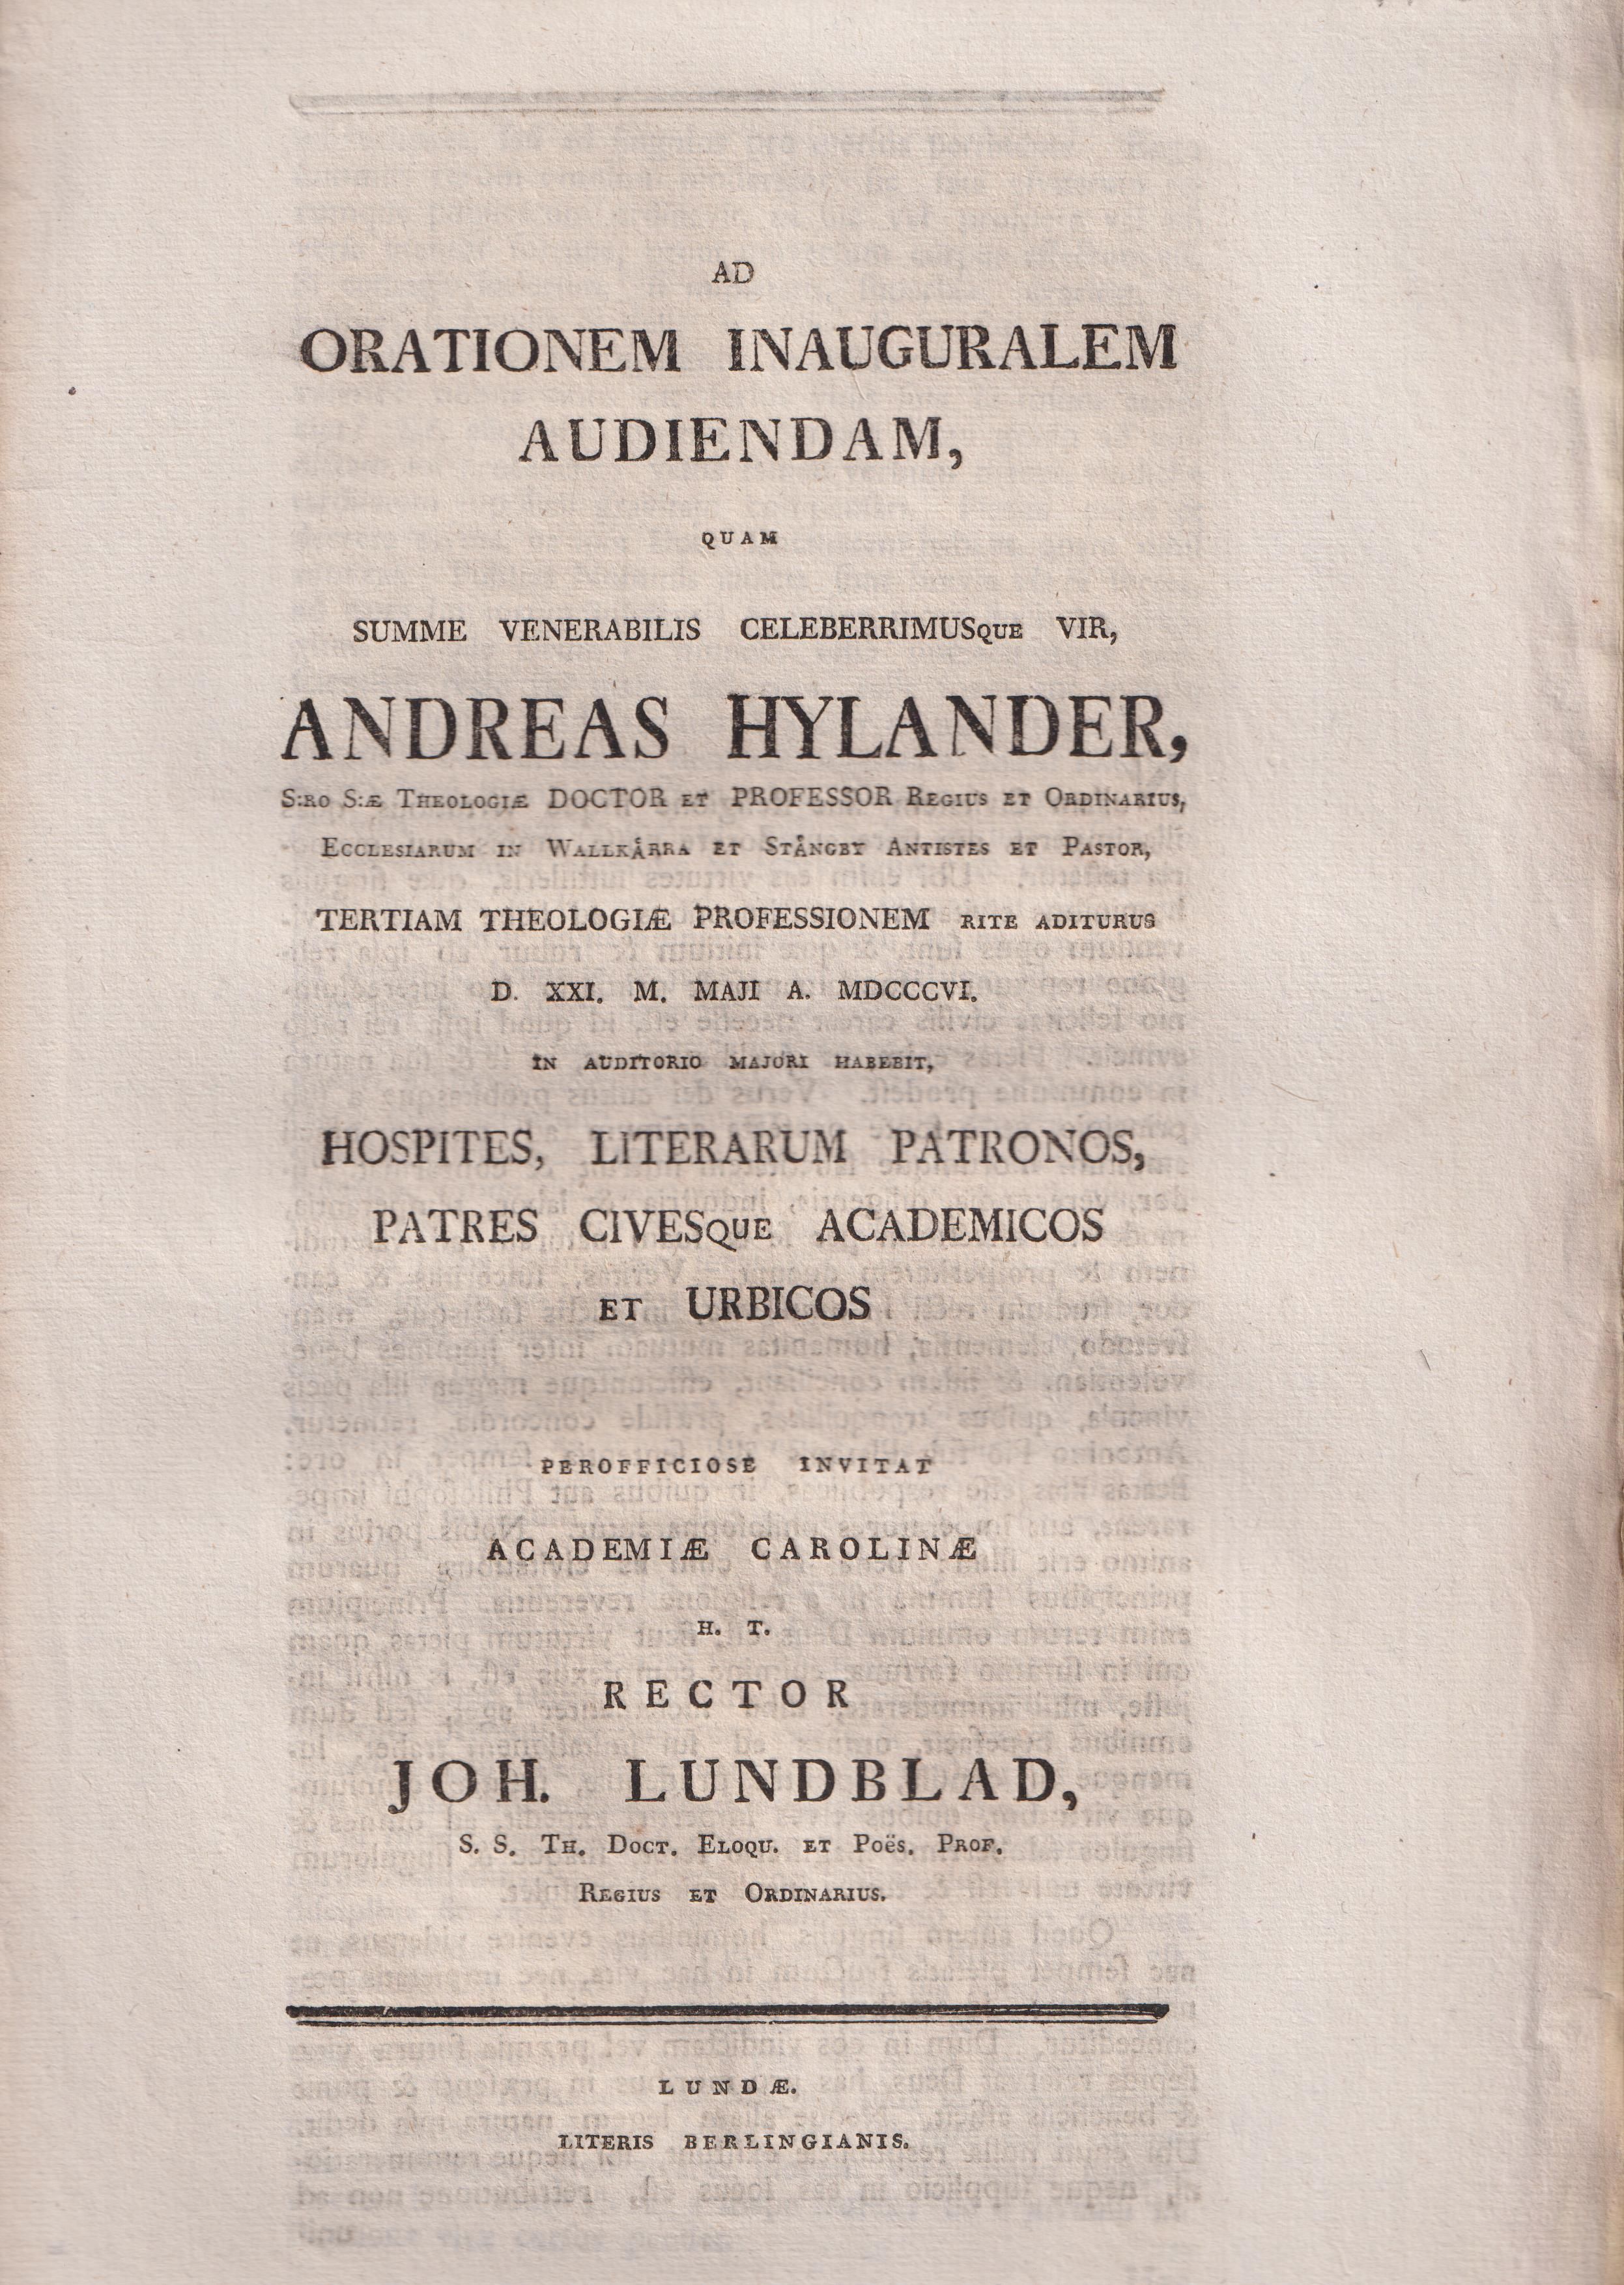 AD
ORATIONEM INAUGURALEM
AUDIENDAM,
QUAM
SUMME VENERABILIS CELEBERRIMUSQUE VIR,
ANDREAS HYLANDER,
S:RO S:Æ THEOLOGIÆ DOCTOR ET PROFESSOR REGIUS ET ORDINARIUS,
ECCLESIARUM IN WALLKÅRRA ET STÅNGBY ANTISTES ET PASTOR,
TERTIAM THEOLOGIÆ PROFESSIONEM RITE ADITURUS
D. XXI. M. MAJI A. MDCCCVI.
IN AUDITORIO MAJORI HABEBIT,
HOSPITES, LITERARUM PATRONOS,
PATRES CIVESQUE ACADEMICOS
ET URBICOS
PEROFFICIOSE INVITAT
ACADEMIÆ CAROLINÆ
H. T.
RECTOR
JOH. LUNDBLAD,
S. S. TH. DOCT. ELOQU. ET POËS. PROF.
REGIUS ET ORDINARIUS.
LUNDÆ.
LITERIS BERLINGIANIS.